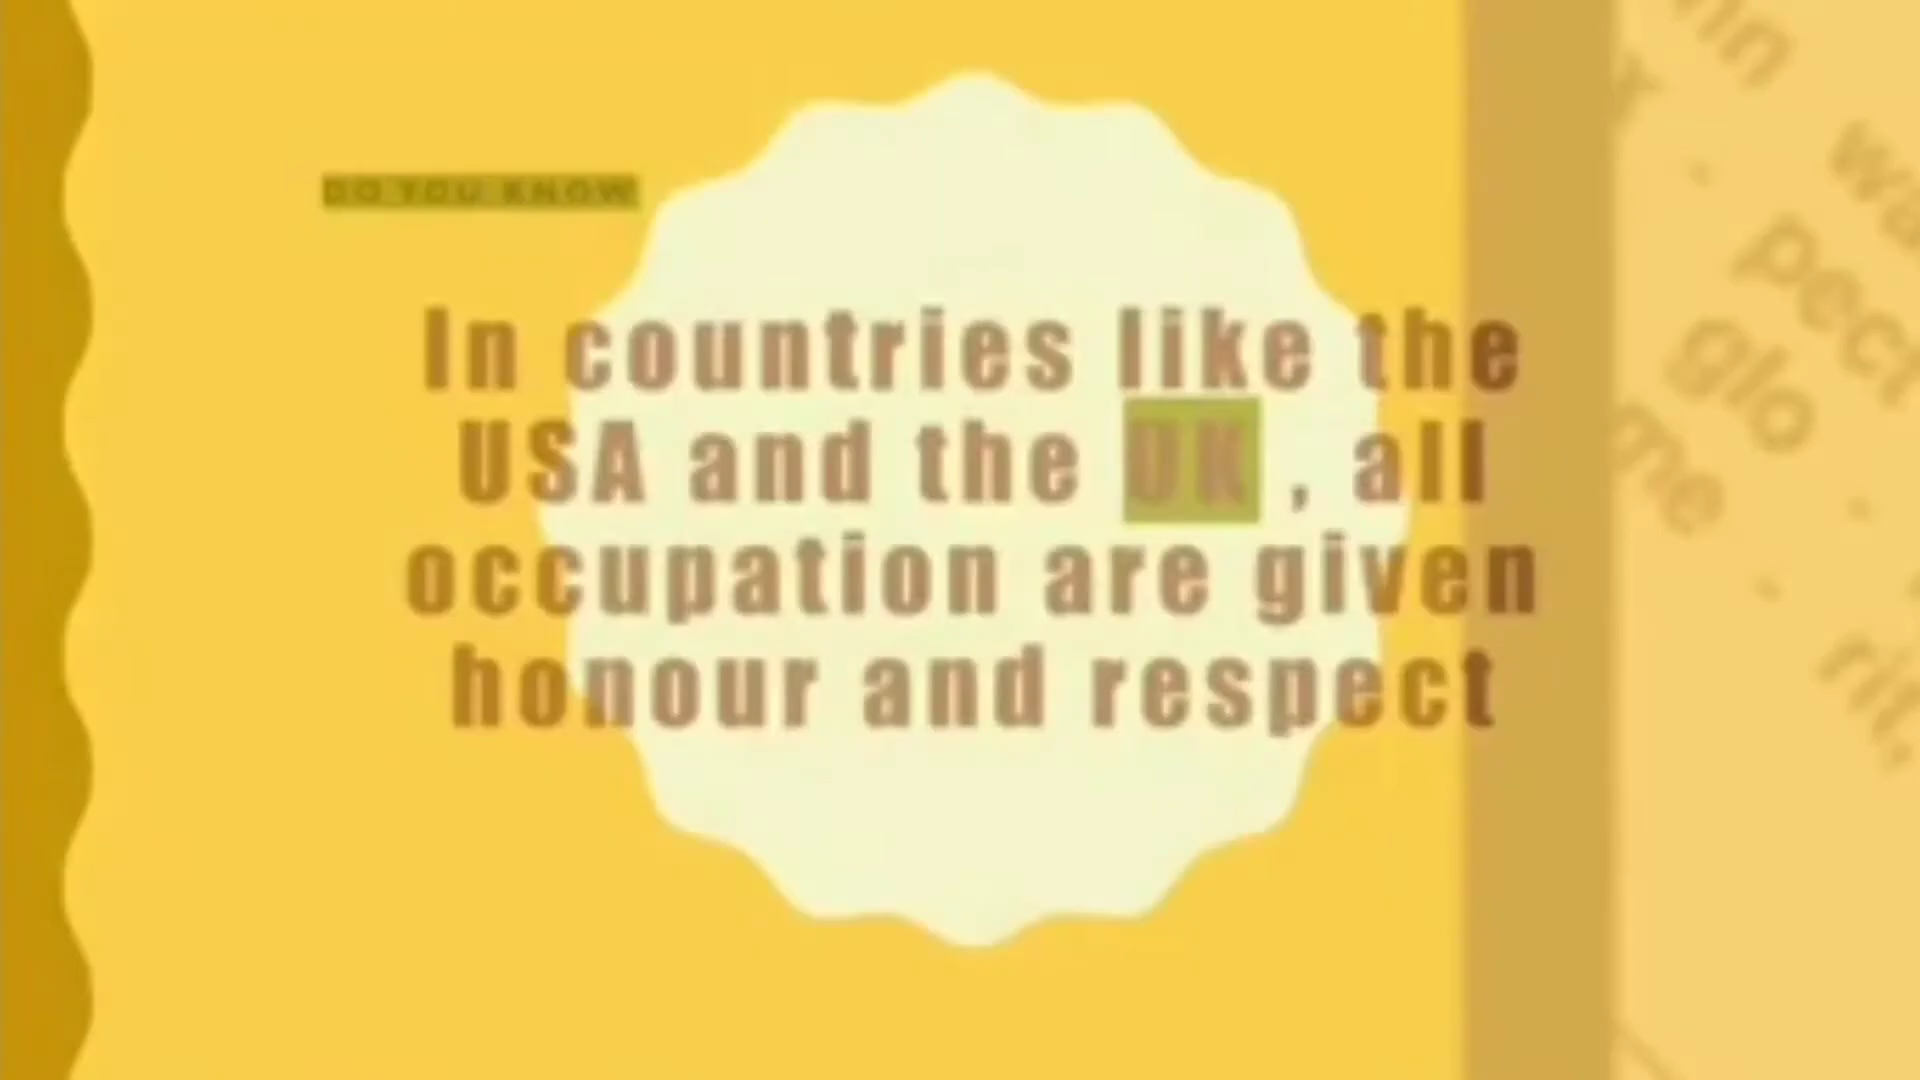 DO YOU KNOW
In countries like the
USA and the UK , all
occupation are given
honour and respect